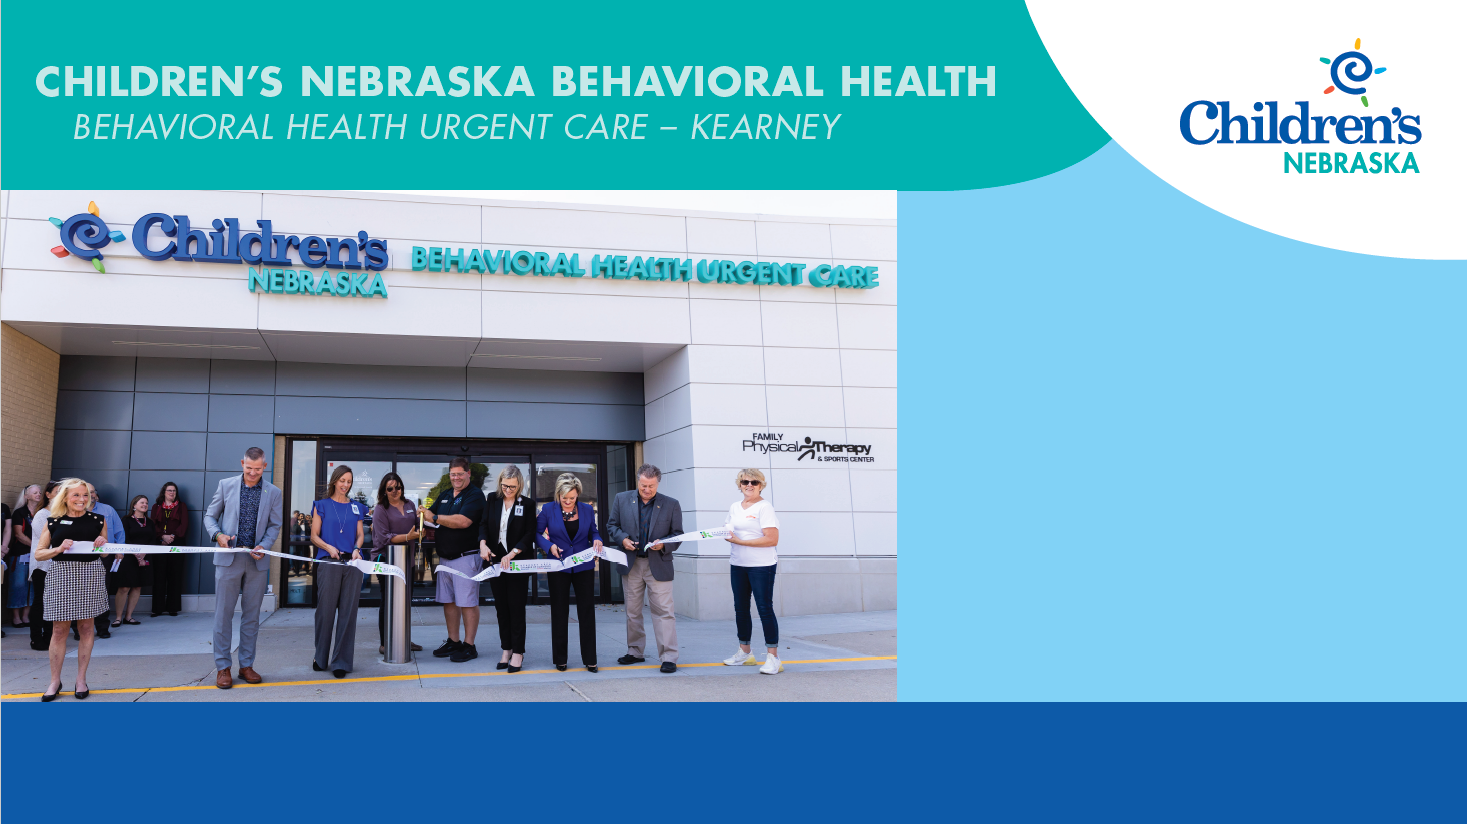 CHILDREN'S NEBRASKA BEHAVIORAL HEALTH
BEHAVIORAL HEALTH URGENT CARE – KEARNEY
Children's
NEBRASKA
Children's
NEBRASKA
BEHAVIORAL HEALTH URGENT CARE
FAMILY
Physical Therapy
& SPORTS CENTER